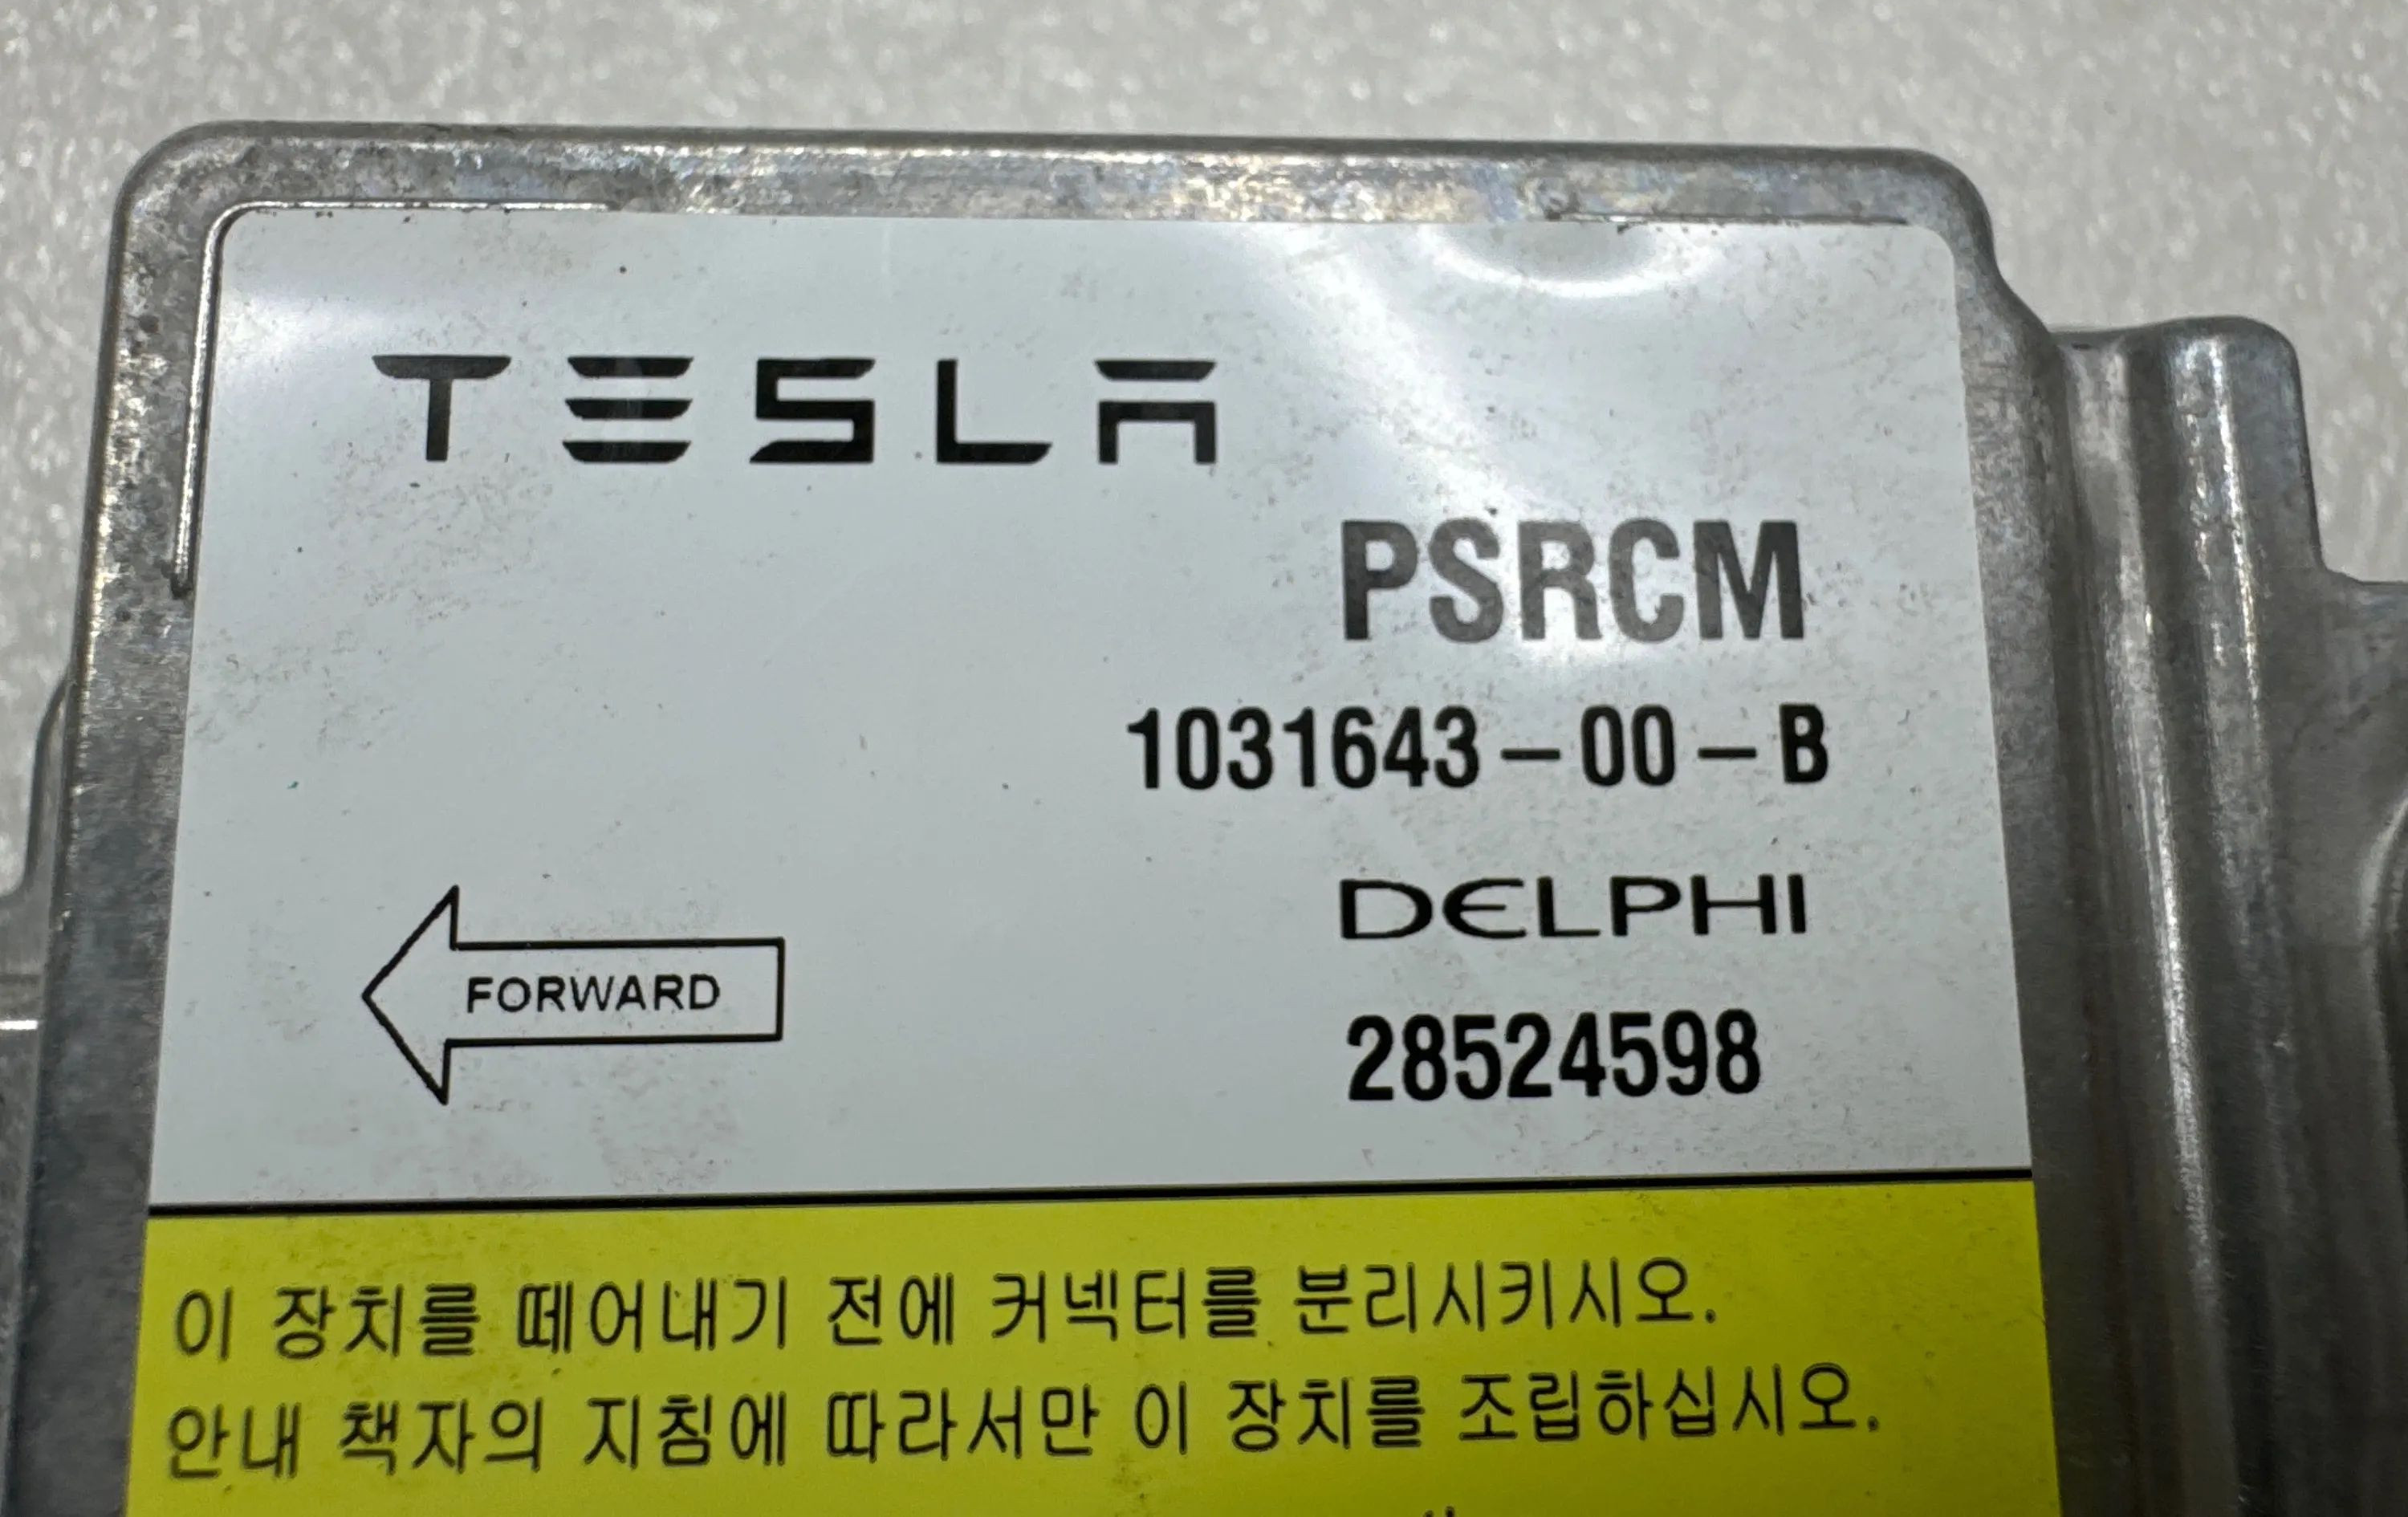 TESLA
PSRCM
1031643-00-B
DELPHI
FORWARD
28524598
이 장치를 떼어내기 전에 커넥터를 분리시키시오.
안내 책자의 지침에 따라서만 이 장치를 조립하십시오.